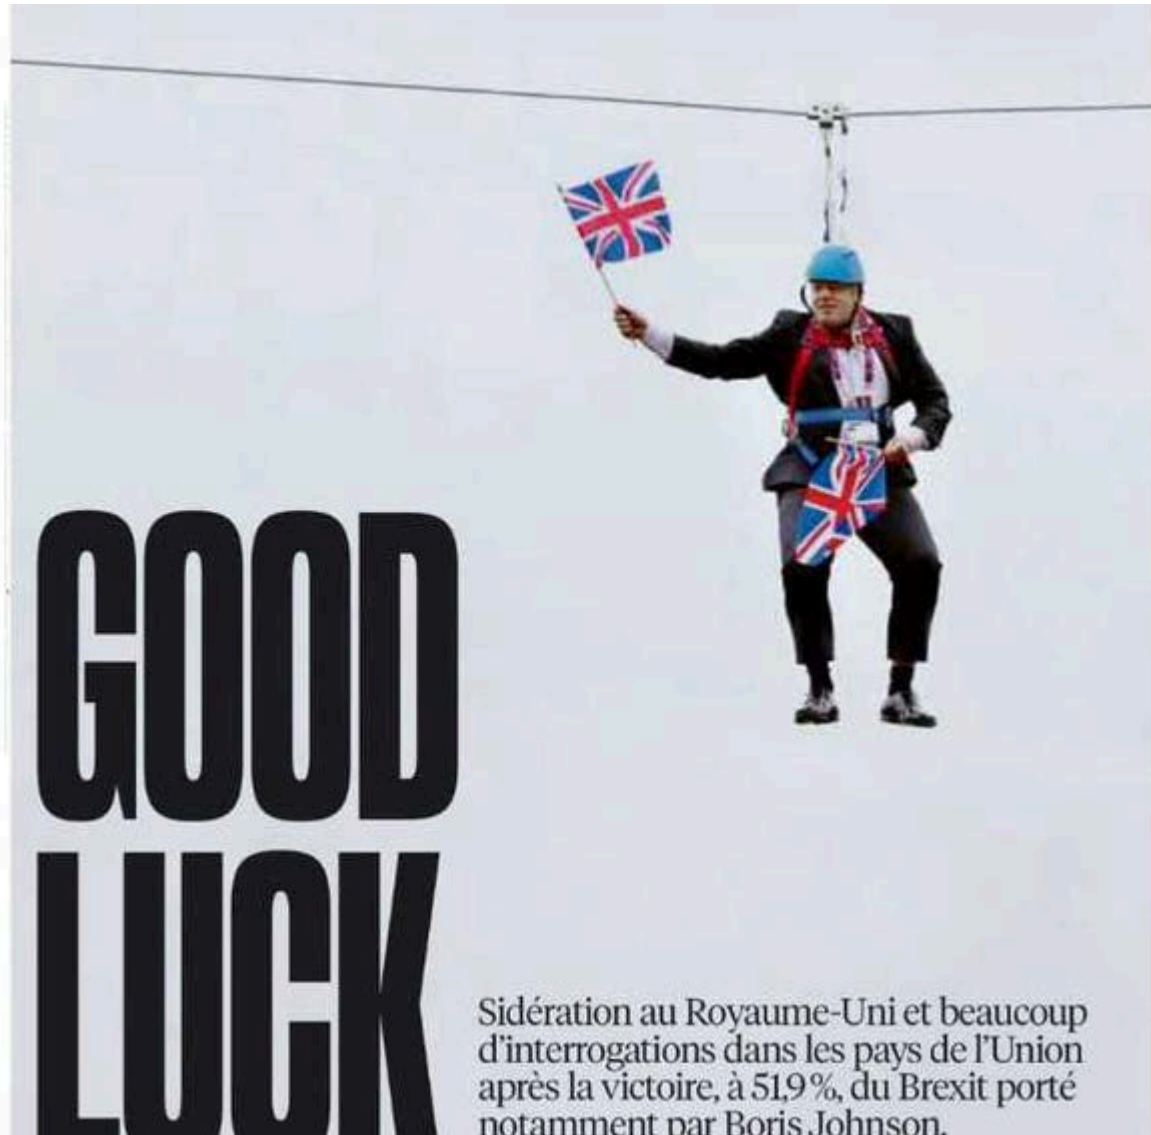 GOOD
LUCK
Sidération au Royaume-Uni et beaucoup
d'interrogations dans les pays de l'Union
après la victoire, à 51,9 %, du Brexit porté
notamment par Boris Johnson.